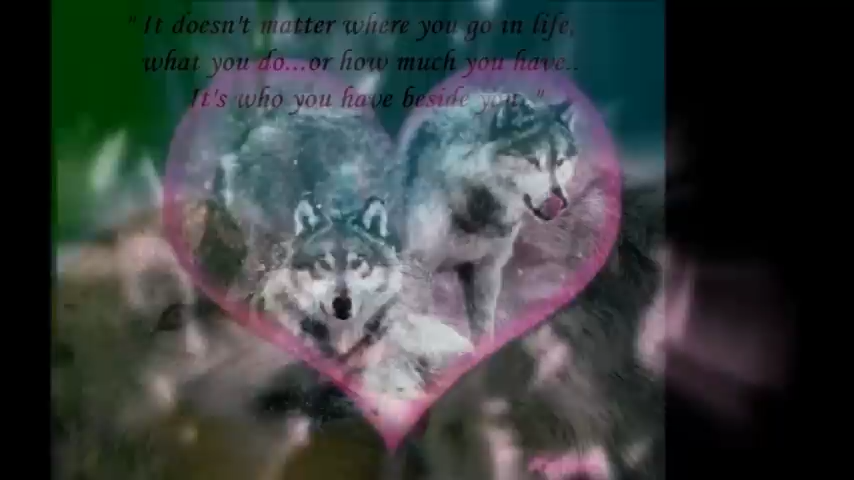 " It doesn't matter where you go in life,
what you do...or how much you have..
It's who you have beside you.."